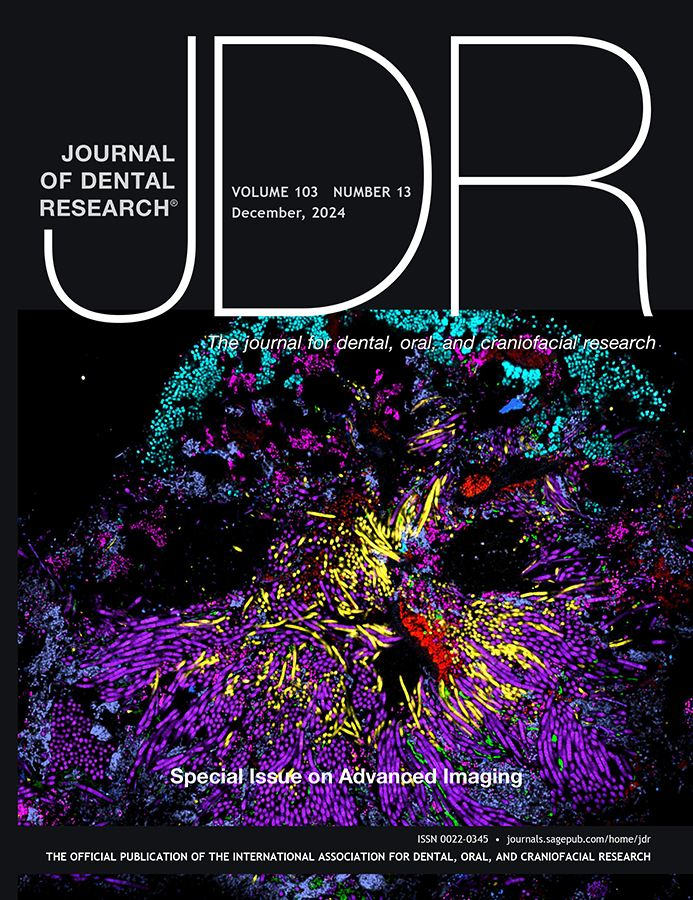 JDR
JOURNAL
OF DENTAL
RESEARCH®
VOLUME 103 NUMBER 13
December, 2024
The journal for dental, oral, and craniofacial research
Special Issue on Advanced Imaging
ISSN 0022-0345 • journals.sagepub.com/home/jdr
THE OFFICIAL PUBLICATION OF THE INTERNATIONAL ASSOCIATION FOR DENTAL, ORAL, AND CRANIOFACIAL RESEARCH